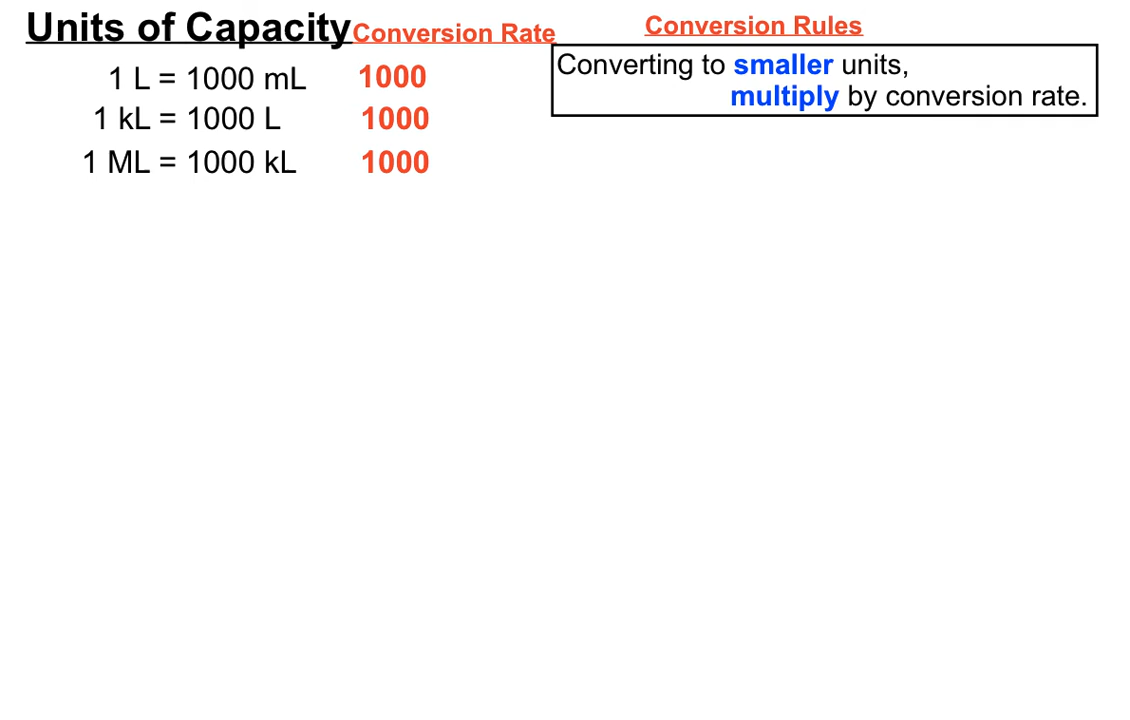 Units of Capacity Conversion Rate
1 L = 1000 mL 1000
1 kL = 1000 L 1000
1 ML = 1000 kL 1000
Conversion Rules
Converting to smaller units,
multiply by conversion rate.